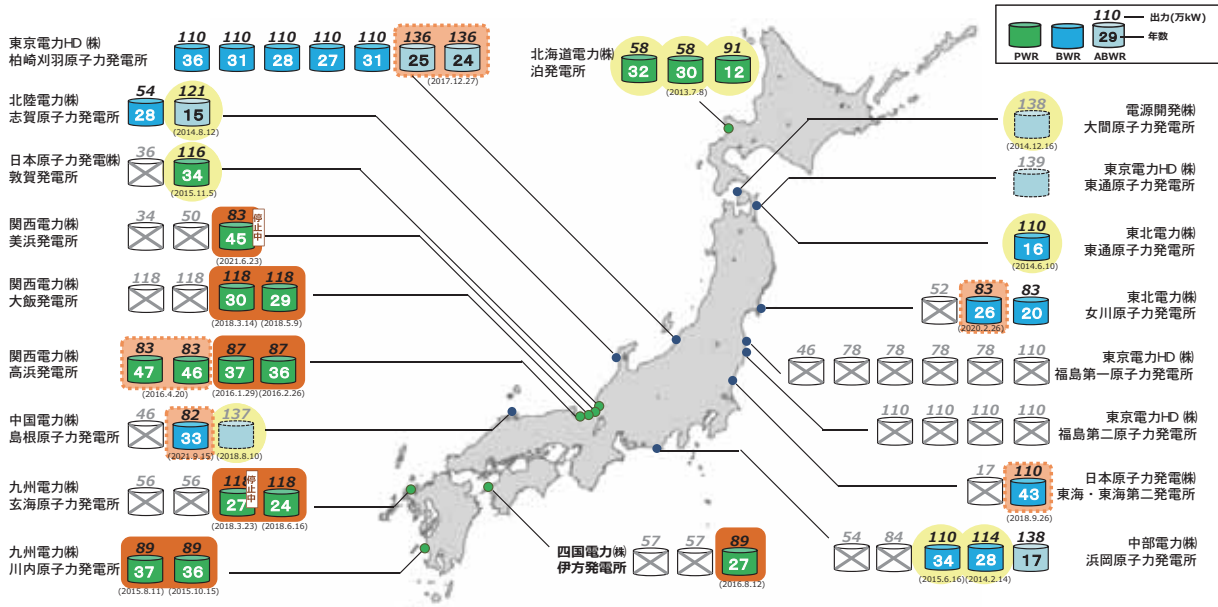 110 110 110 110 110 136 136
東京電力HD(株)
柏崎刈羽原子力発電所
36 31 28 27 31 25 24
(2017.12.27)
北陸電力(株)
志賀原子力発電所
54 121
28 15
(2014.8.12)
日本原子力発電(株)
敦賀発電所
36 116
34
(2015.11.5)
関西電力(株)
美浜発電所
34 50 83
停止中
45
(2021.6.23)
関西電力(株)
大飯発電所
118 118 118 118
30 29
(2018.3.14) (2018.5.9)
関西電力(株)
高浜発電所
83 83 87 87
47 46 37 36
(2016.4.20) (2016.1.29) (2016.2.26)
中国電力(株)
島根原子力発電所
46 82 137
33
(2021.9.15) (2018.8.10)
九州電力(株)
玄海原子力発電所
56 56 118 118
停止中
27 24
(2018.3.23) (2018.6.16)
九州電力(株)
川内原子力発電所
89 89
37 36
(2015.8.11) (2015.10.15)
北海道電力(株)
泊発電所
58 58 91
32 30 12
(2013.7.8)
四国電力(株)
伊方発電所
57 57 89
27
(2016.8.12)
110 出力(万kW)
29 年数
PWR BWR ABWR
138
電源開発(株)
大間原子力発電所
(2014.12.16)
139
東京電力HD(株)
東通原子力発電所
110
16
東北電力(株)
東通原子力発電所
(2014.6.10)
52 83 83
26 20
東北電力(株)
女川原子力発電所
(2020.2.26)
46 78 78 78 78 110
東京電力HD(株)
福島第一原子力発電所
110 110 110 110
東京電力HD(株)
福島第二原子力発電所
17 110
43
日本原子力発電(株)
東海・東海第二発電所
(2018.9.26)
54 84 110 114 138
34 28 17
中部電力(株)
浜岡原子力発電所
(2015.6.16) (2014.2.14)